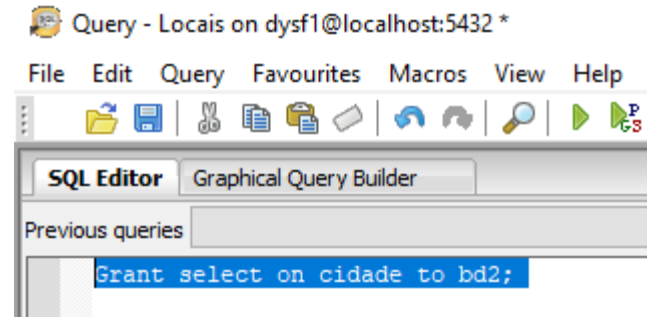 Query - Locais on dysf1@localhost:5432 *
File Edit Query Favourites Macros View Help
P
GS
SQL Editor Graphical Query Builder
Previous queries
Grant select on cidade to bd2;